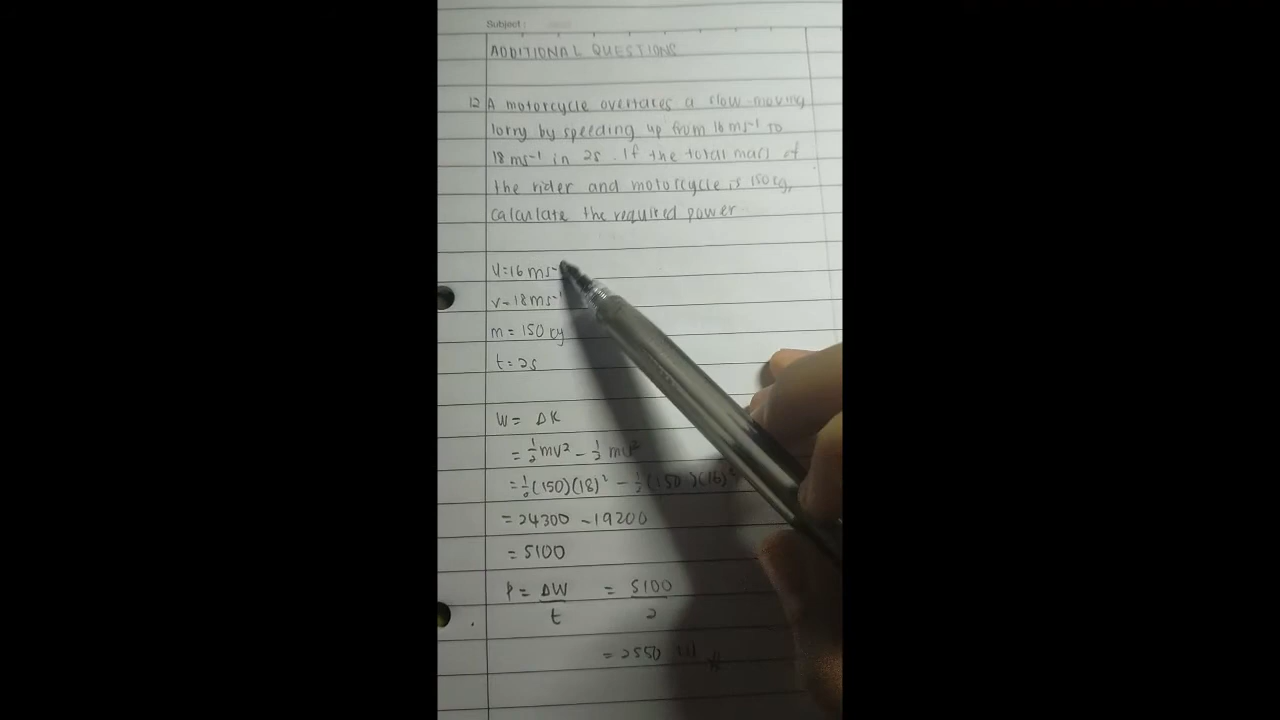 Subject :
ADDITIONAL QUESTIONS
12 A motorcycle overtakes a slow-moving
lorry by speeding up from 16 ms⁻¹ to
18 ms⁻¹ in 2s. If the total mass of
the rider and motorcycle is 150kg,
calculate the required power.
u=16 ms⁻
v=18ms⁻¹
m = 150 kg
t = 2s
W = ΔK
= ½mv² - ½mu²
= ½(150)(18)² - ½(150)(16)²
= 24300 - 19200
= 5100
P = ΔW/t = 5100/2
= 2550 W